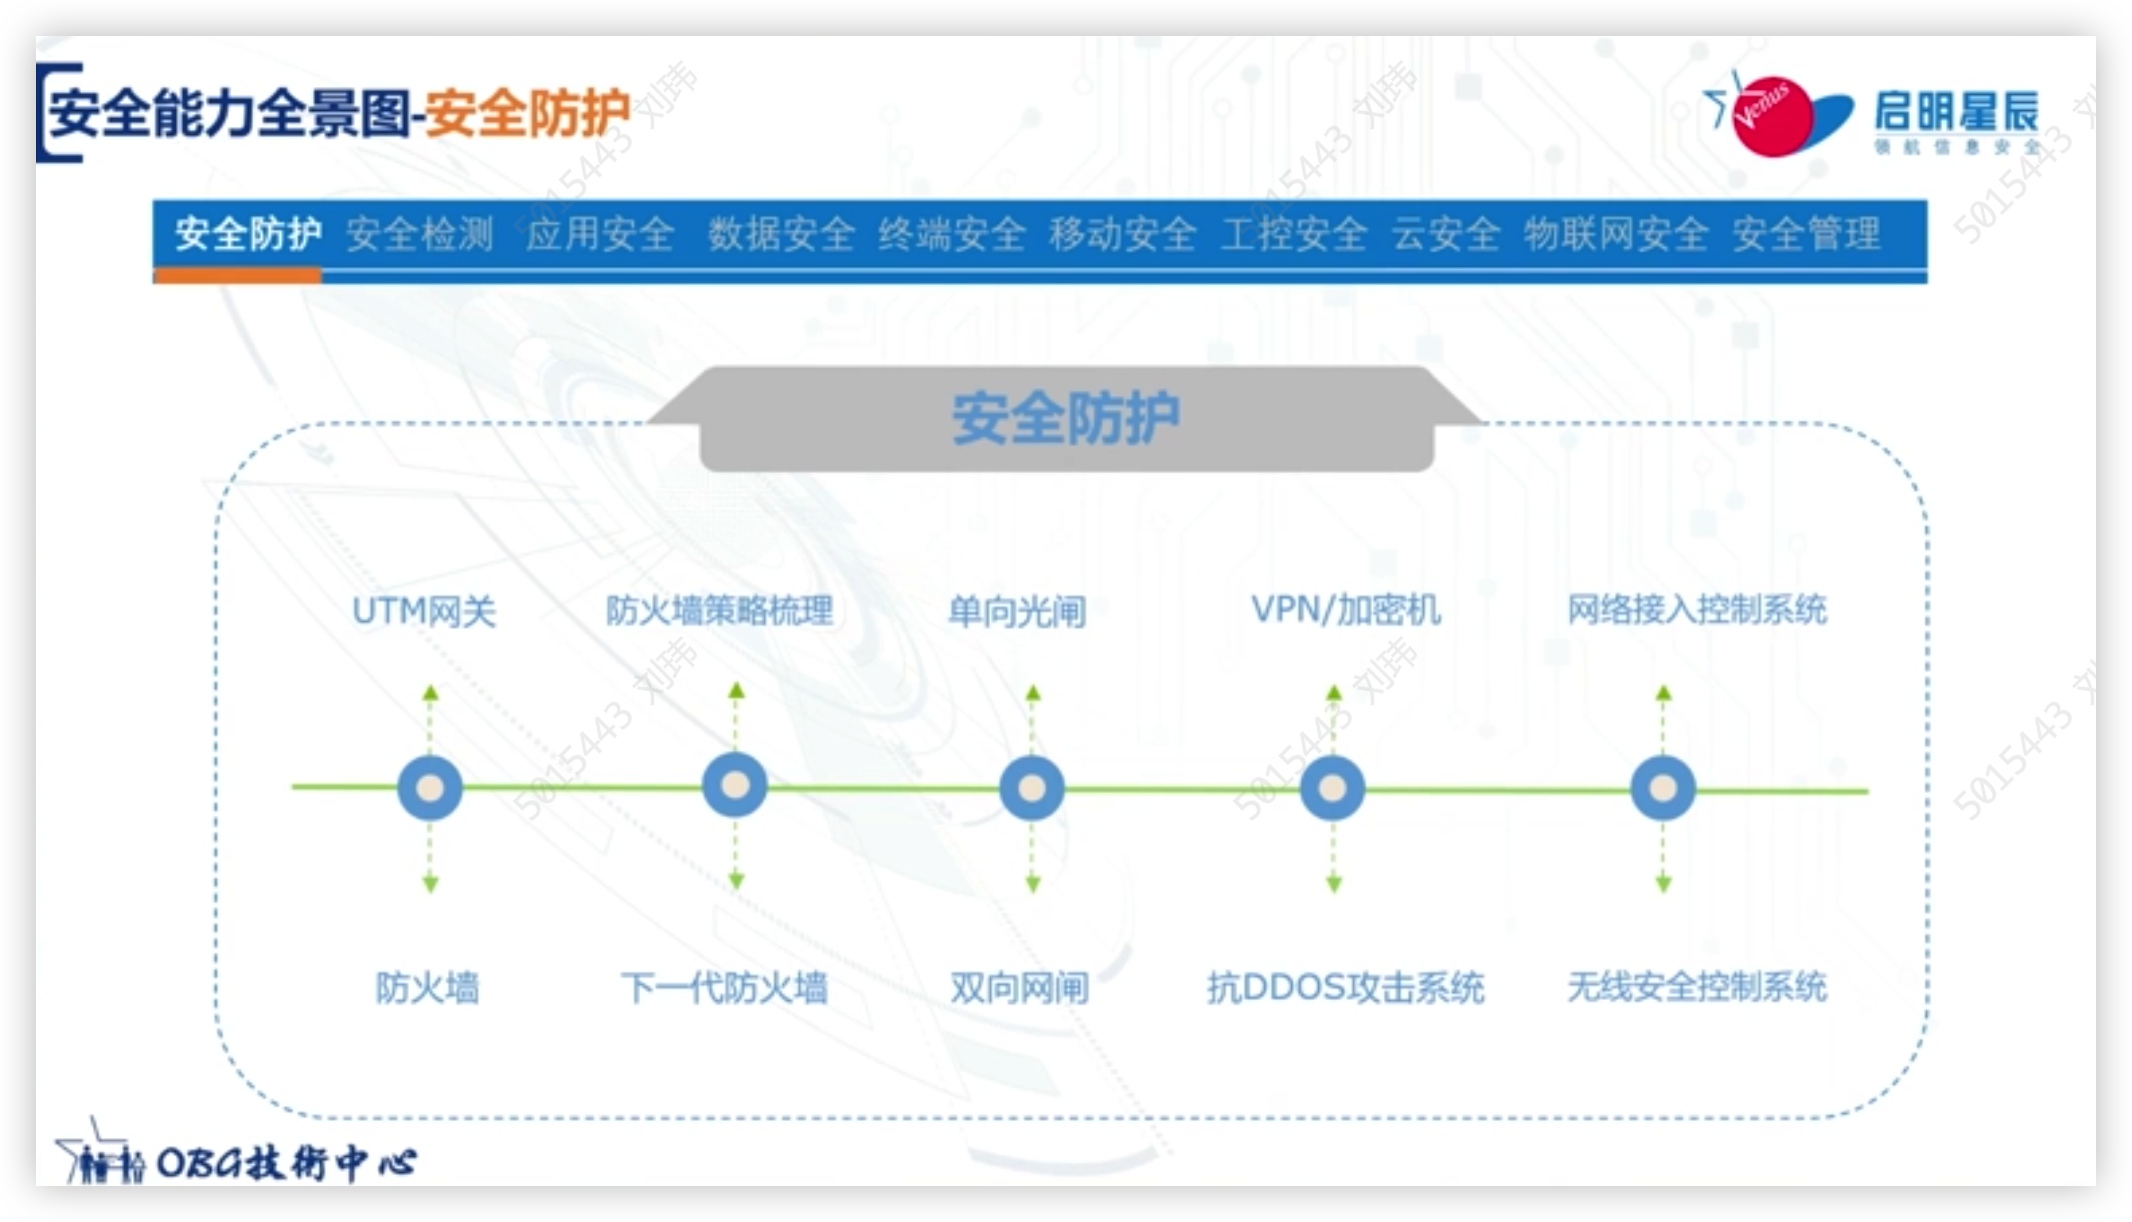 安全能力全景图-安全防护
Venus
启明星辰
领航信息安全
安全防护 安全检测 应用安全 数据安全 终端安全 移动安全 工控安全 云安全 物联网安全 安全管理
安全防护
UTM网关 防火墙策略梳理 单向光闸 VPN/加密机 网络接入控制系统
防火墙 下一代防火墙 双向网闸 抗DDOS攻击系统 无线安全控制系统
OBG技術中心
5015443 刘玮
5015443 刘玮
5015443 刘
5015443 刘玮
5015443 刘玮
5015443 刘